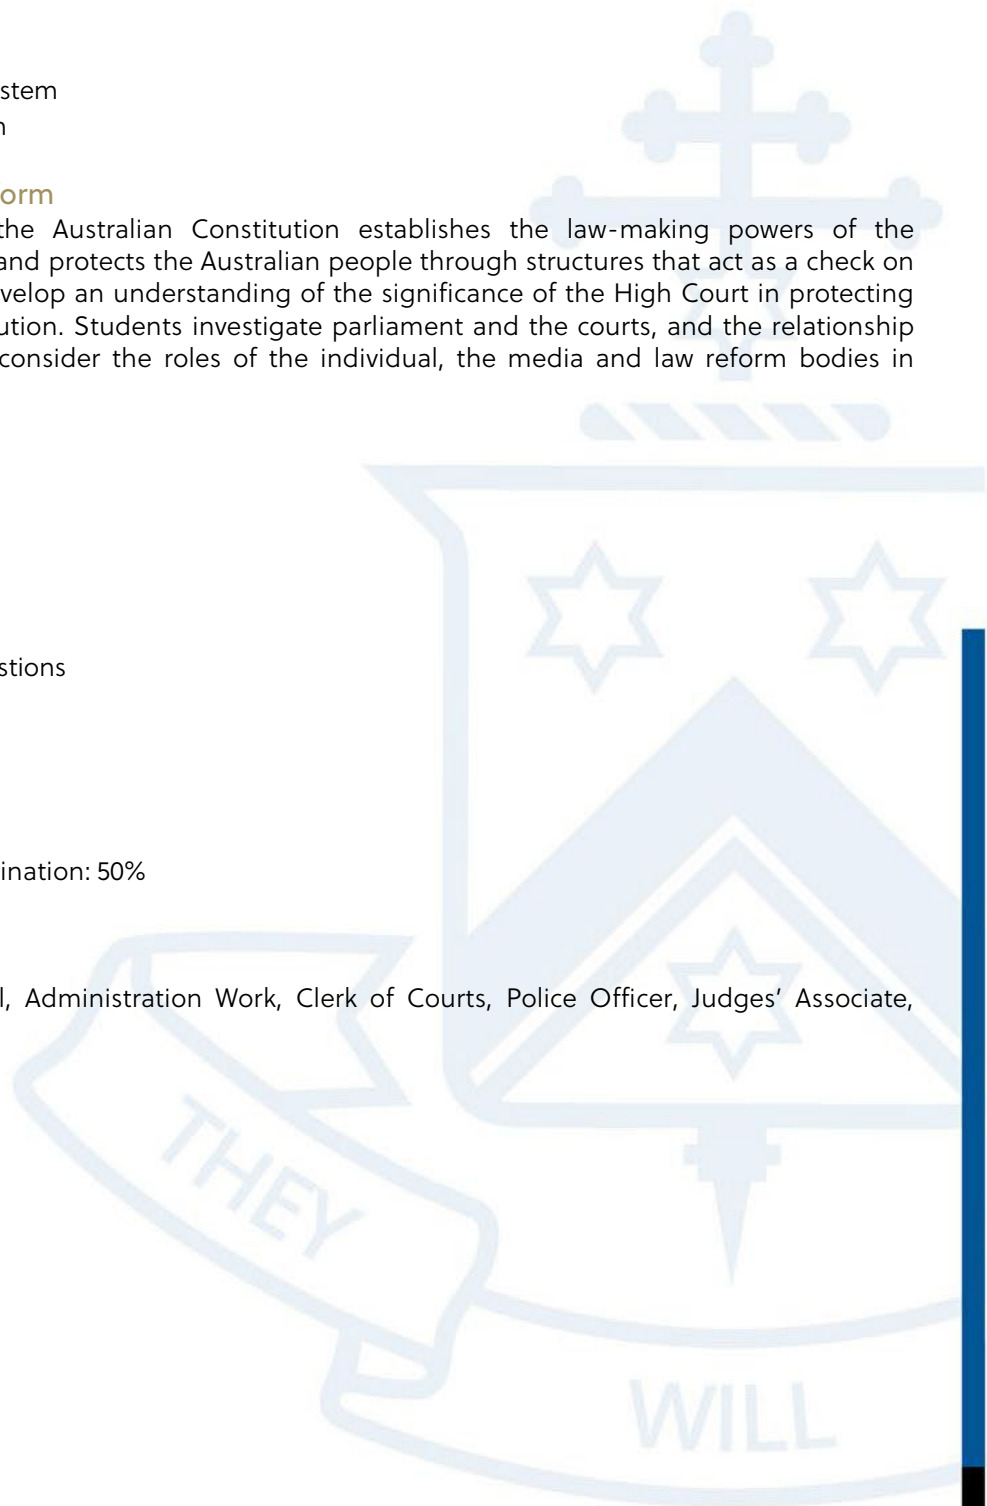 stem
n
orm
the Australian Constitution establishes the law-making powers of the
and protects the Australian people through structures that act as a check on
velop an understanding of the significance of the High Court in protecting
ution. Students investigate parliament and the courts, and the relationship
consider the roles of the individual, the media and law reform bodies in
stions
ination: 50%
l, Administration Work, Clerk of Courts, Police Officer, Judges’ Associate,
THEY
WILL